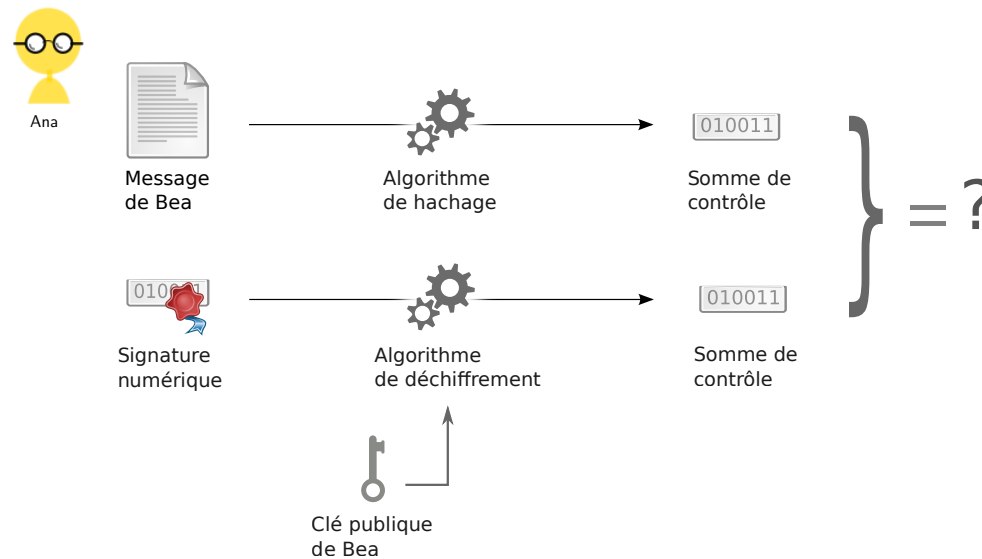 Ana
Message
de Bea
Algorithme
de hachage
010011
Somme de
contrôle
= ?
Signature
numérique
Algorithme
de déchiffrement
010011
Somme de
contrôle
Clé publique
de Bea